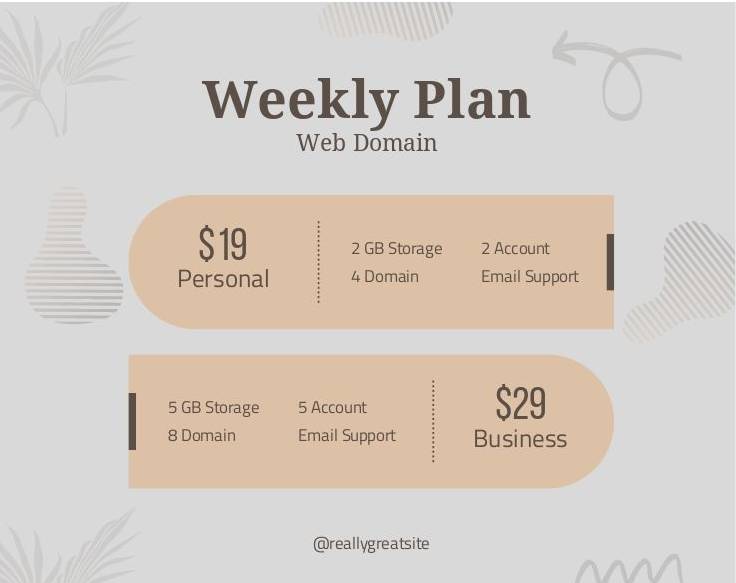 Weekly Plan
Web Domain
$19
Personal
2 GB Storage
4 Domain
2 Account
Email Support
5 GB Storage
8 Domain
5 Account
Email Support
$29
Business
@reallygreatsite